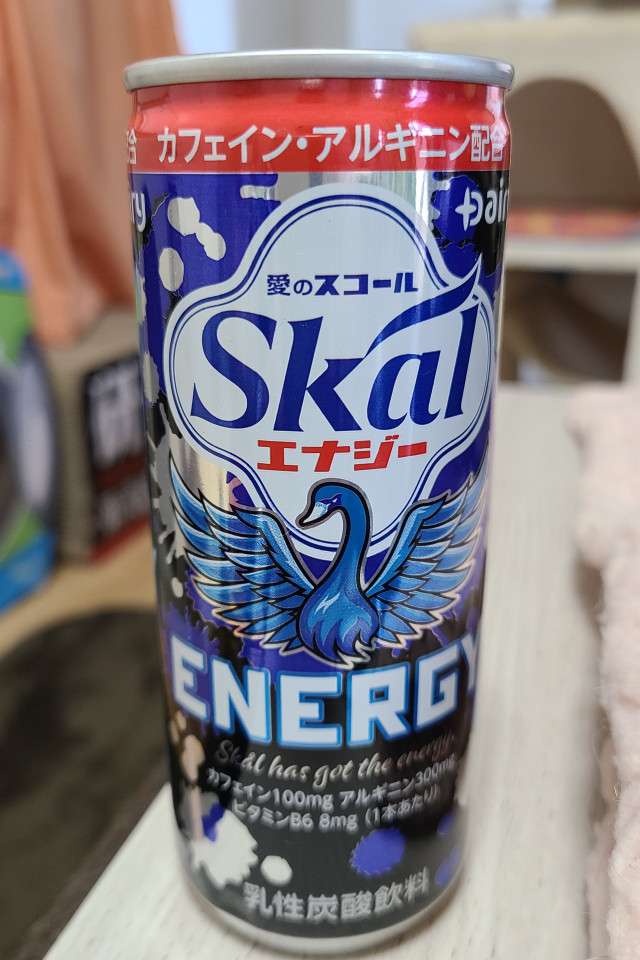 カフェイン・アルギニン配合
愛のスコール
Skal
エナジー
ENERGY
Skål has got the energy.
カフェイン100mg アルギニン300mg
ビタミンB6 8mg (1本あたり)
乳性炭酸飲料